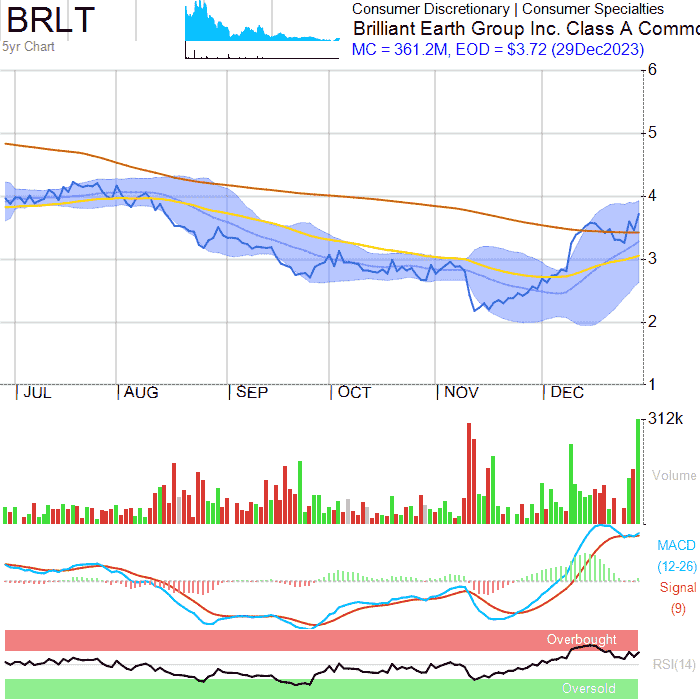 BRLT
5yr Chart
Consumer Discretionary | Consumer Specialties
Brilliant Earth Group Inc. Class A Commo
MC = 361.2M, EOD = $3.72 (29Dec2023)
6
5
4
3
2
1
JUL AUG SEP OCT NOV DEC
312k
Volume
MACD
(12-26)
Signal
(9)
Overbought
RSI(14)
Oversold